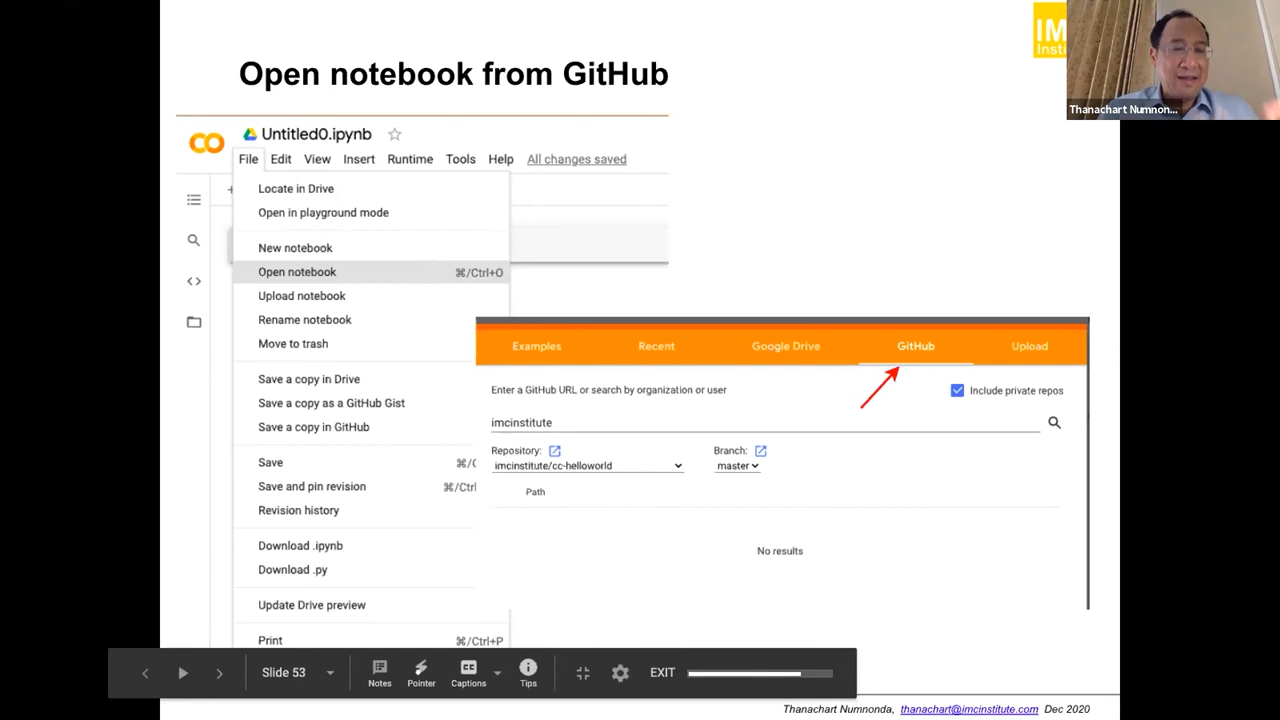 Open notebook from GitHub
IM
Insti
Thanachart Numnon...
Untitled0.ipynb
File Edit View Insert Runtime Tools Help All changes saved
Locate in Drive
Open in playground mode
New notebook
Open notebook ⌘/Ctrl+O
Upload notebook
Rename notebook
Move to trash
Save a copy in Drive
Save a copy as a GitHub Gist
Save a copy in GitHub
Save ⌘/C
Save and pin revision ⌘/Ctrl
Revision history
Download .ipynb
Download .py
Update Drive preview
Print ⌘/Ctrl+P
Examples Recent Google Drive GitHub Upload
Enter a GitHub URL or search by organization or user Include private repos
imcinstitute
Repository: Branch:
imcinstitute/cc-helloworld master
Path
No results
Slide 53 Notes Pointer CC Captions Tips EXIT
Thanachart Numnonda, thanachart@imcinstitute.com Dec 2020